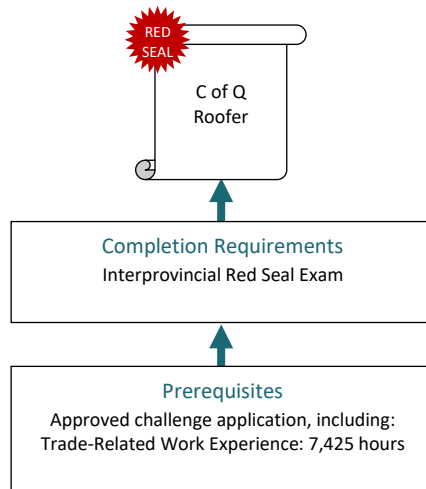 RED
SEAL
C of Q
Roofer
Completion Requirements
Interprovincial Red Seal Exam
Prerequisites
Approved challenge application, including:
Trade-Related Work Experience: 7,425 hours